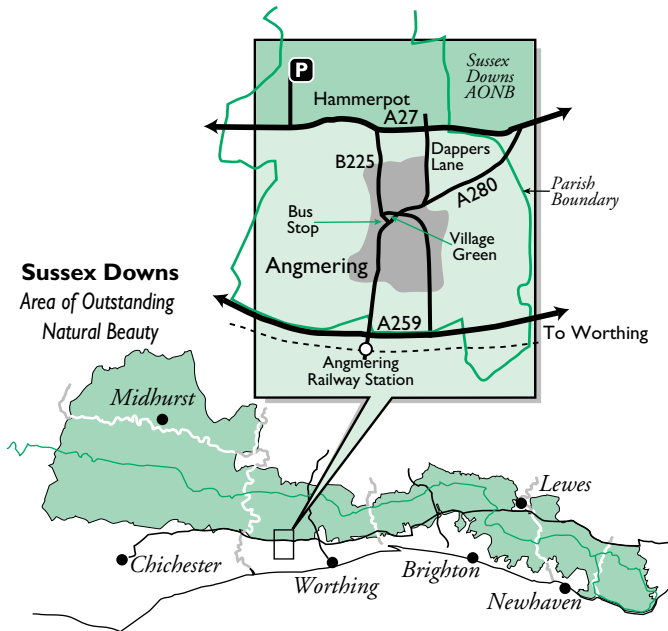 P
Sussex
Downs
AONB
Hammerpot
A27
Dappers
Lane
B225
A280
Parish
Boundary
Bus
Stop
Village
Green
Angmering
Sussex Downs
Area of Outstanding
Natural Beauty
A259
To Worthing
Angmering
Railway Station
Midhurst
Lewes
Chichester
Worthing
Brighton
Newhaven